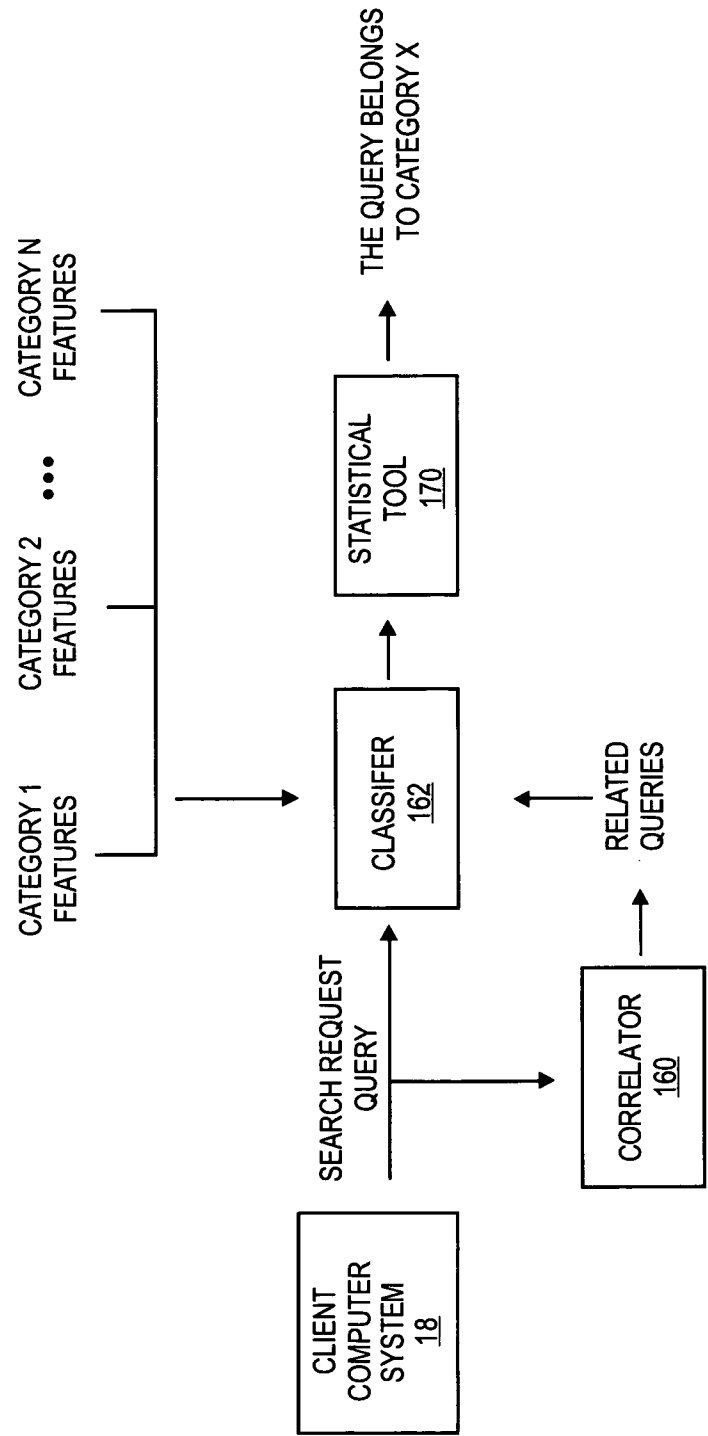 CATEGORY 1
FEATURES
CATEGORY 2
FEATURES
•••
CATEGORY N
FEATURES
CLIENT
COMPUTER
SYSTEM
18
SEARCH REQUEST
QUERY
CLASSIFER
162
STATISTICAL
TOOL
170
THE QUERY BELONGS
TO CATEGORY X
CORRELATOR
160
RELATED
QUERIES